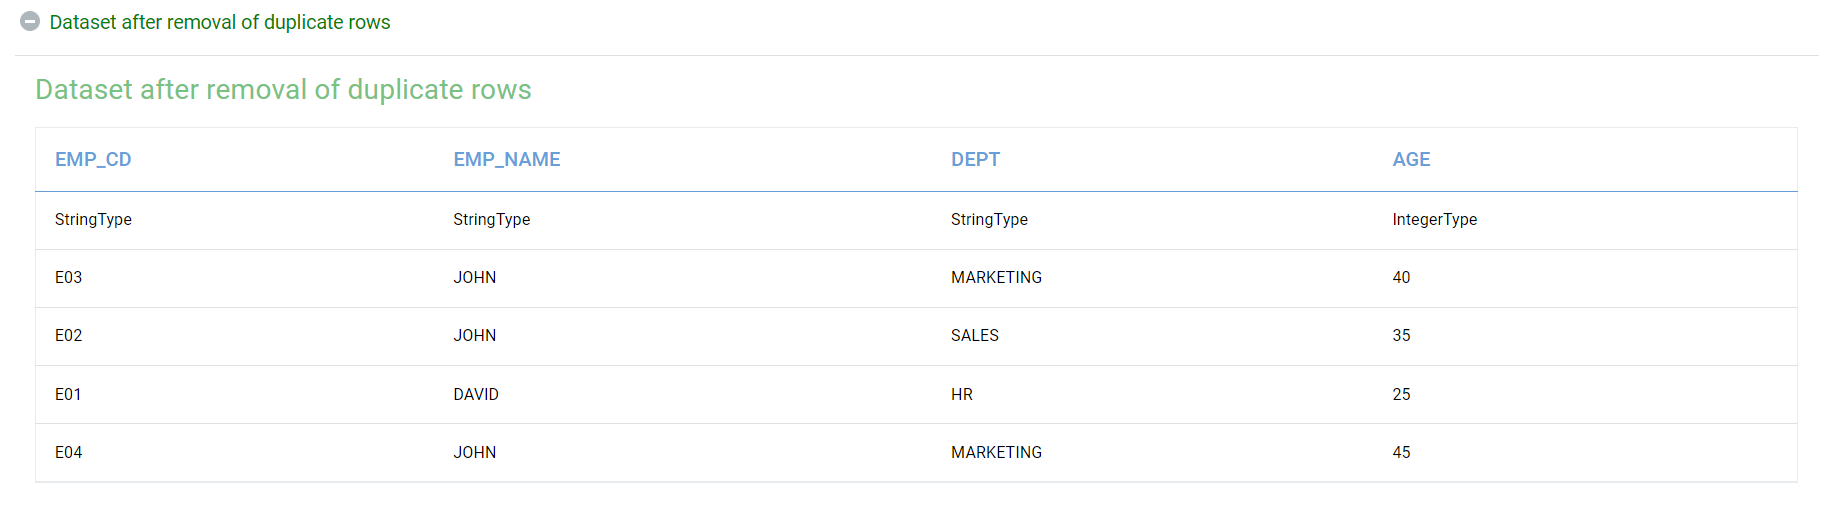 Dataset after removal of duplicate rows
Dataset after removal of duplicate rows
EMP_CD EMP_NAME DEPT AGE
StringType StringType StringType IntegerType
E03 JOHN MARKETING 40
E02 JOHN SALES 35
E01 DAVID HR 25
E04 JOHN MARKETING 45